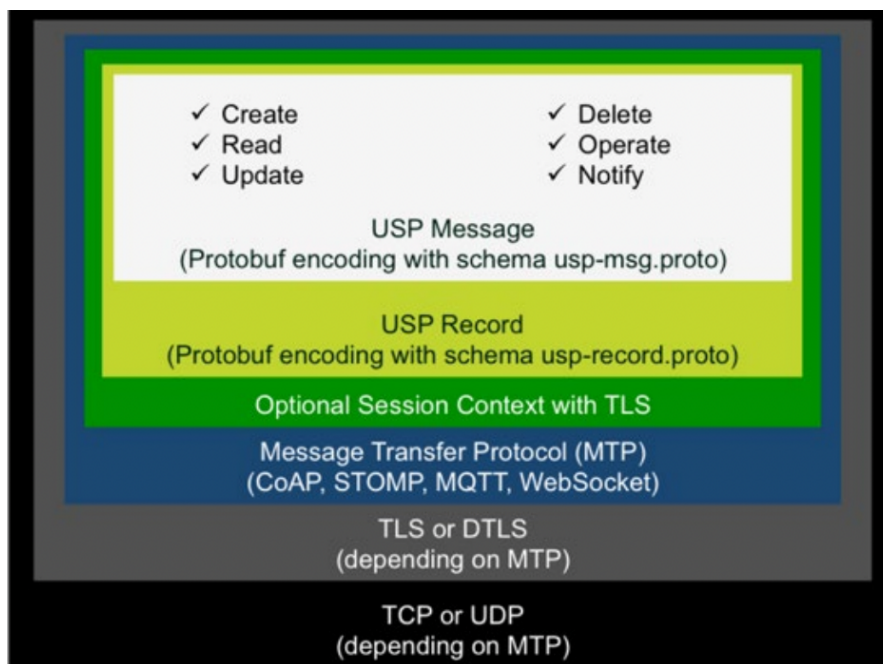 ✓ Create
✓ Read
✓ Update
✓ Delete
✓ Operate
✓ Notify
USP Message
(Protobuf encoding with schema usp-msg.proto)
USP Record
(Protobuf encoding with schema usp-record.proto)
Optional Session Context with TLS
Message Transfer Protocol (MTP)
(CoAP, STOMP, MQTT, WebSocket)
TLS or DTLS
(depending on MTP)
TCP or UDP
(depending on MTP)